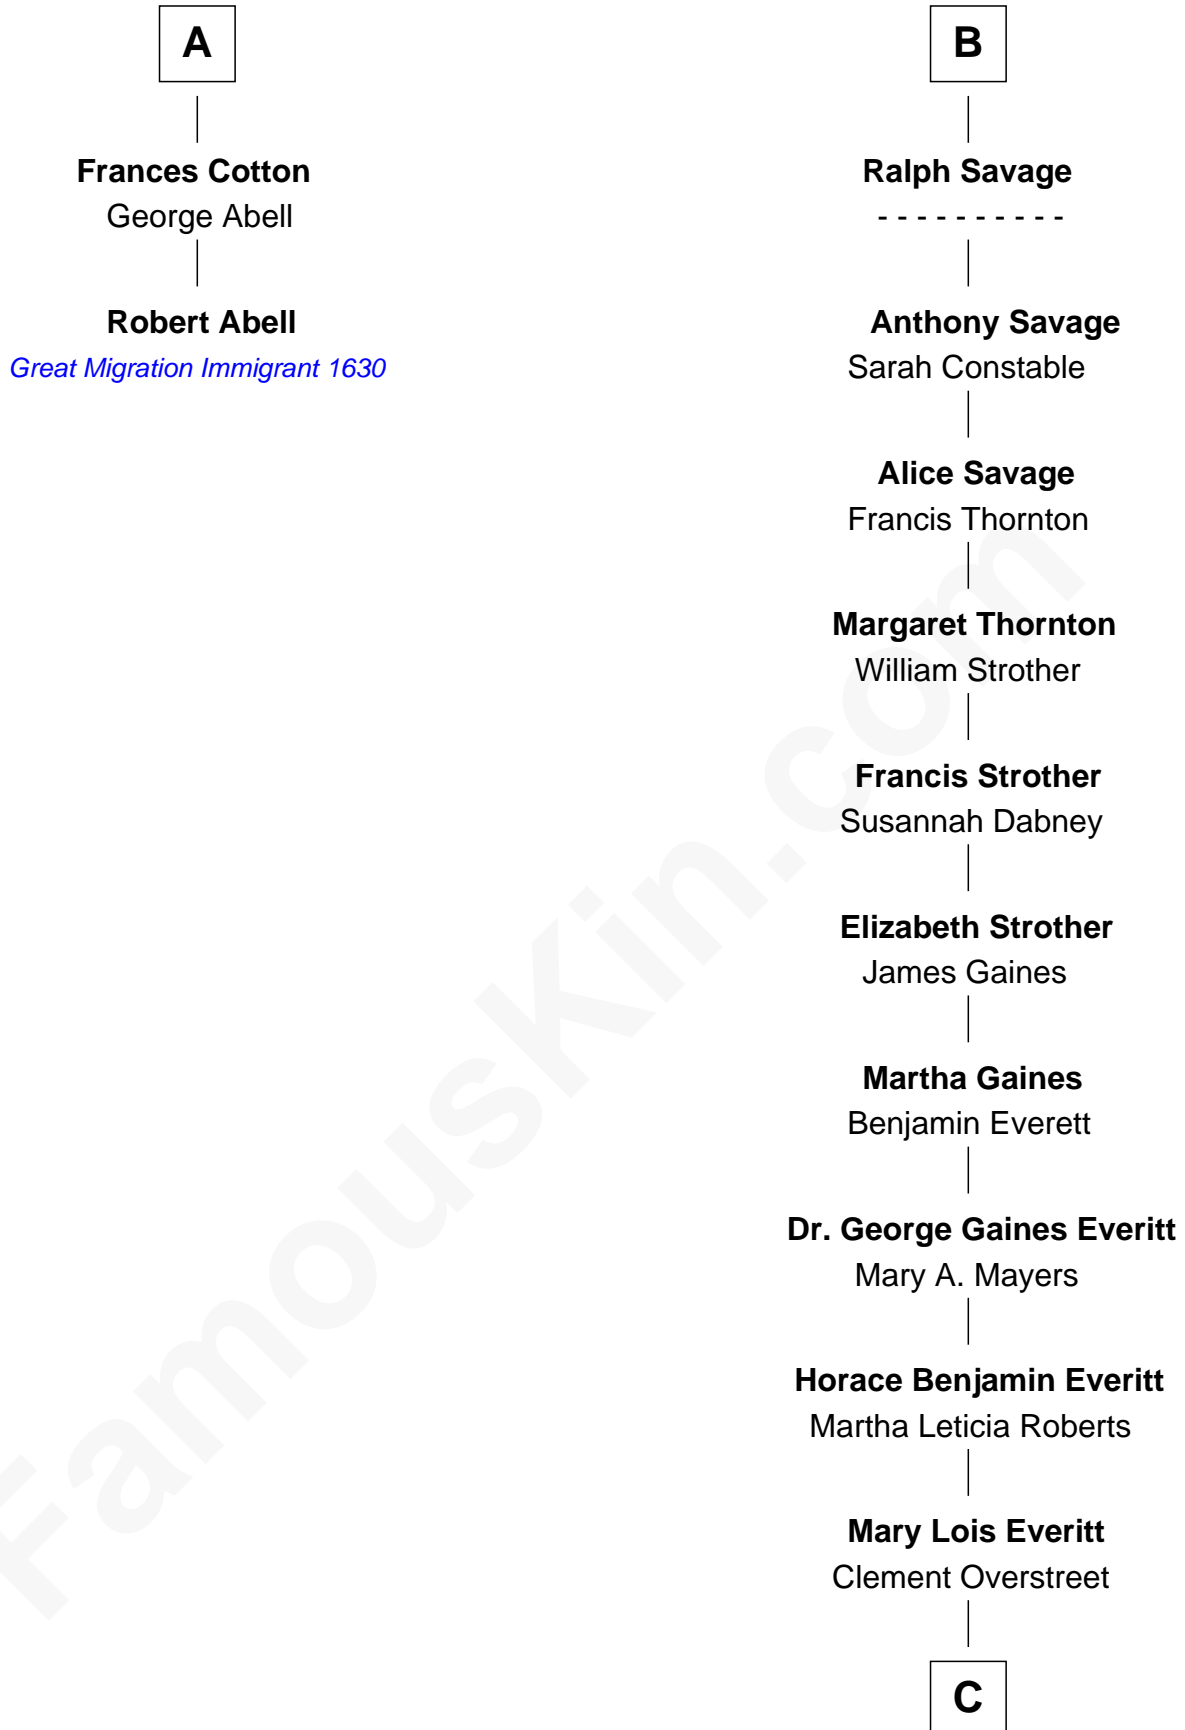 A
Frances Cotton
George Abell
Robert Abell
Great Migration Immigrant 1630
B
Ralph Savage
- - - - - - - - - -
Anthony Savage
Sarah Constable
Alice Savage
Francis Thornton
Margaret Thornton
William Strother
Francis Strother
Susannah Dabney
Elizabeth Strother
James Gaines
Martha Gaines
Benjamin Everett
Dr. George Gaines Everitt
Mary A. Mayers
Horace Benjamin Everitt
Martha Leticia Roberts
Mary Lois Everitt
Clement Overstreet
C
FamousKin.com